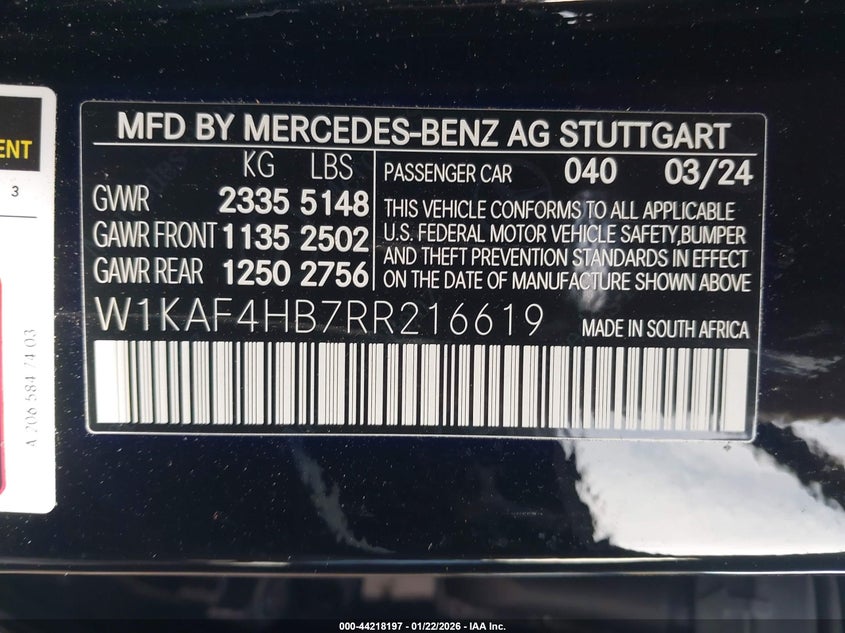 MFD BY MERCEDES-BENZ AG STUTTGART
KG LBS
GVWR 2335 5148
GAWR FRONT 1135 2502
GAWR REAR 1250 2756
PASSENGER CAR 040 03/24
THIS VEHICLE CONFORMS TO ALL APPLICABLE
U.S. FEDERAL MOTOR VEHICLE SAFETY,BUMPER
AND THEFT PREVENTION STANDARDS IN EFFECT
ON THE DATE OF MANUFACTURE SHOWN ABOVE
W1KAF4HB7RR216619
MADE IN SOUTH AFRICA
ENT
3
A 206 584 74 03
000-44218197 - 01/22/2026 - IAA Inc.